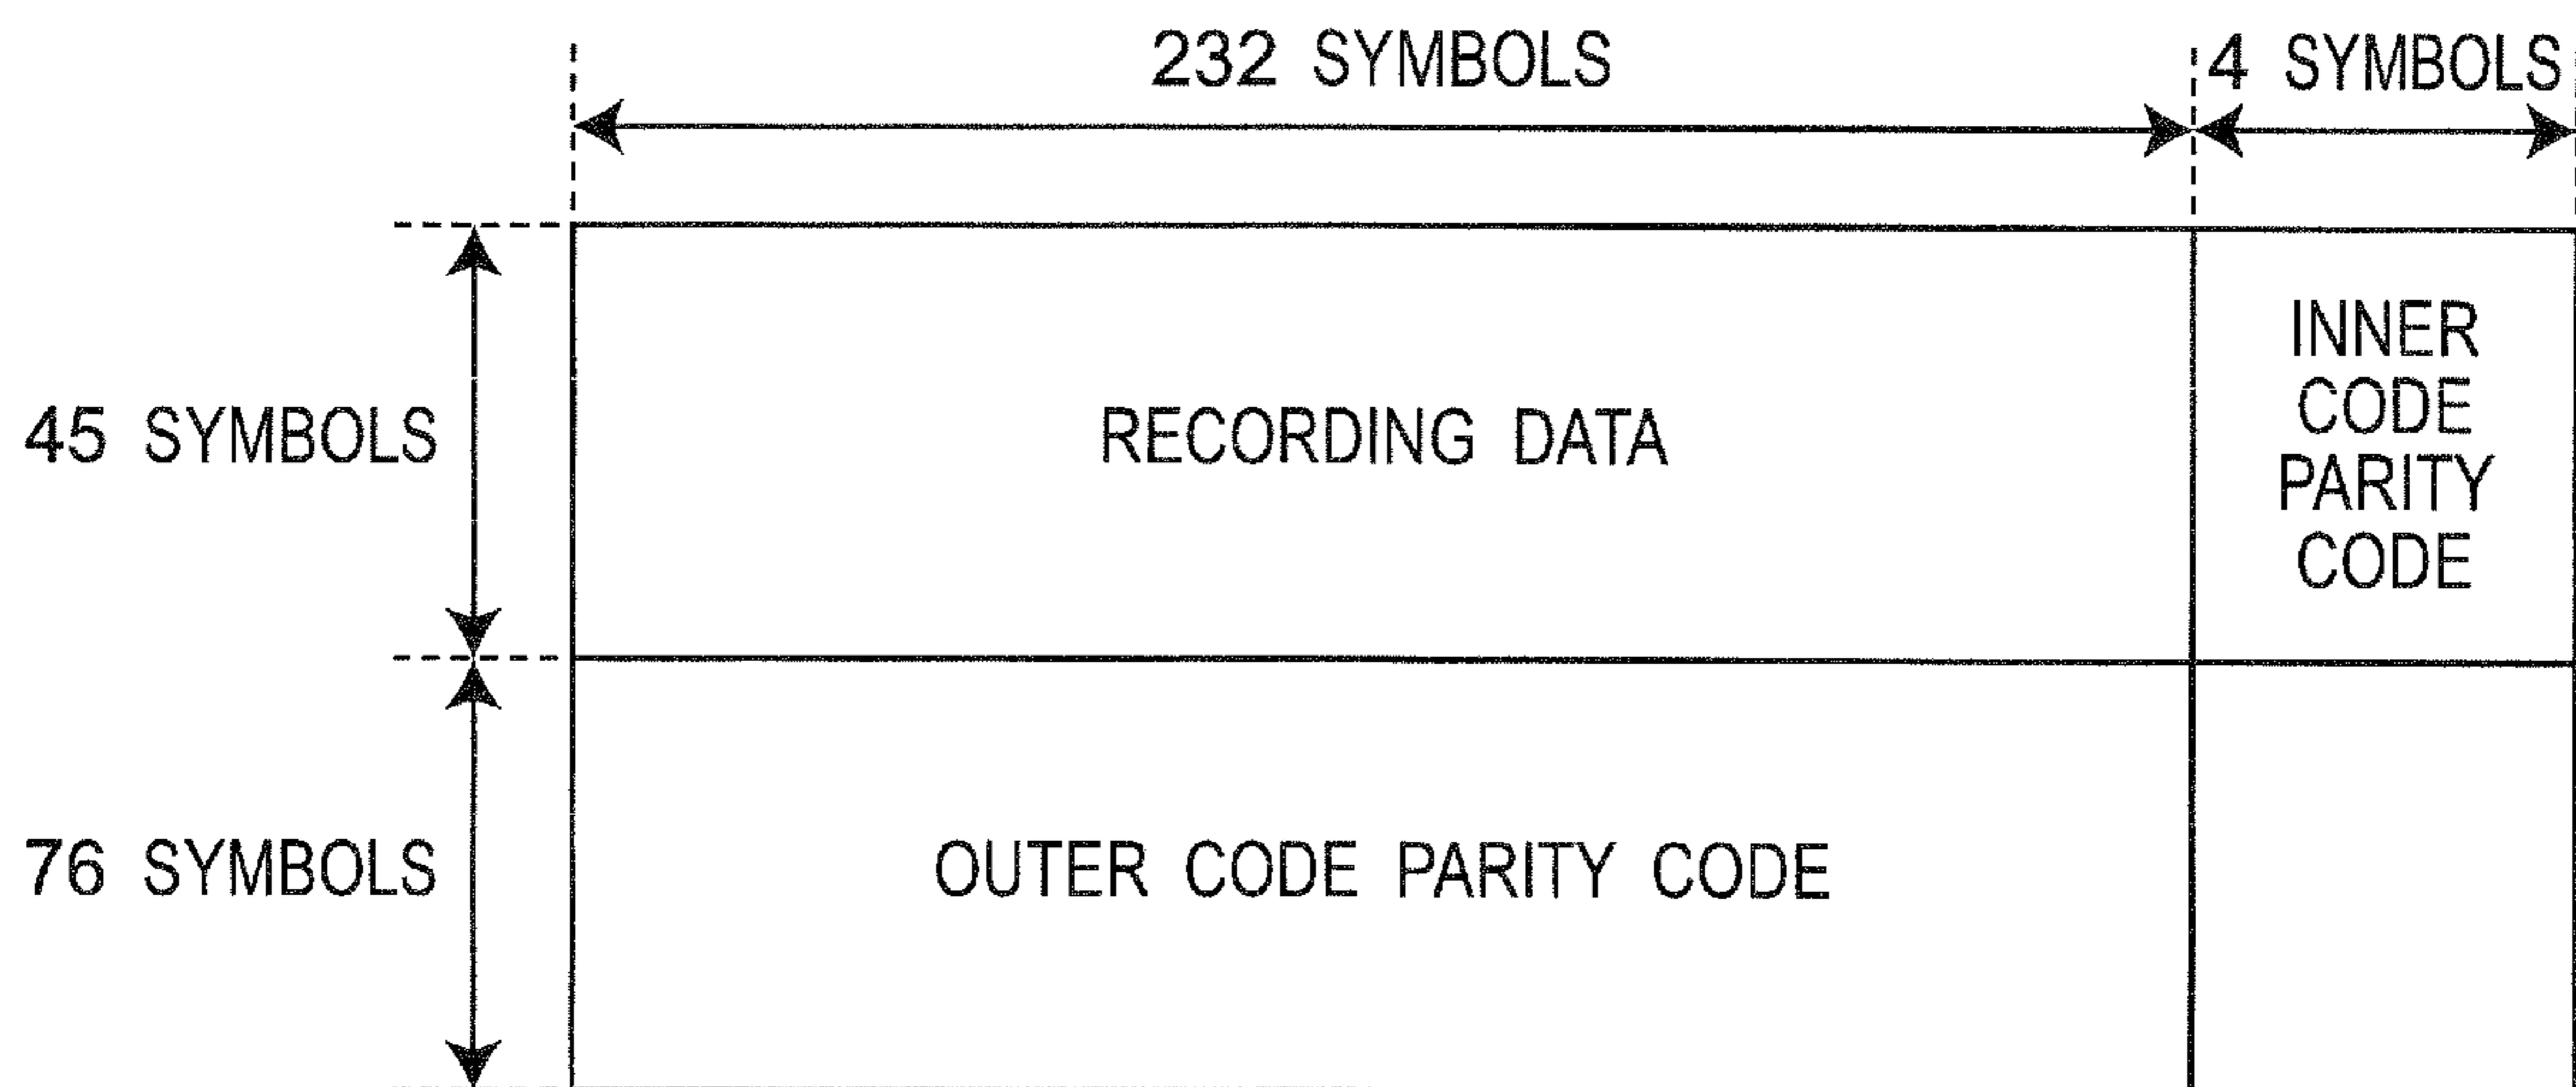 232 SYMBOLS
4 SYMBOLS
45 SYMBOLS
RECORDING DATA
INNER
CODE
PARITY
CODE
76 SYMBOLS
OUTER CODE PARITY CODE